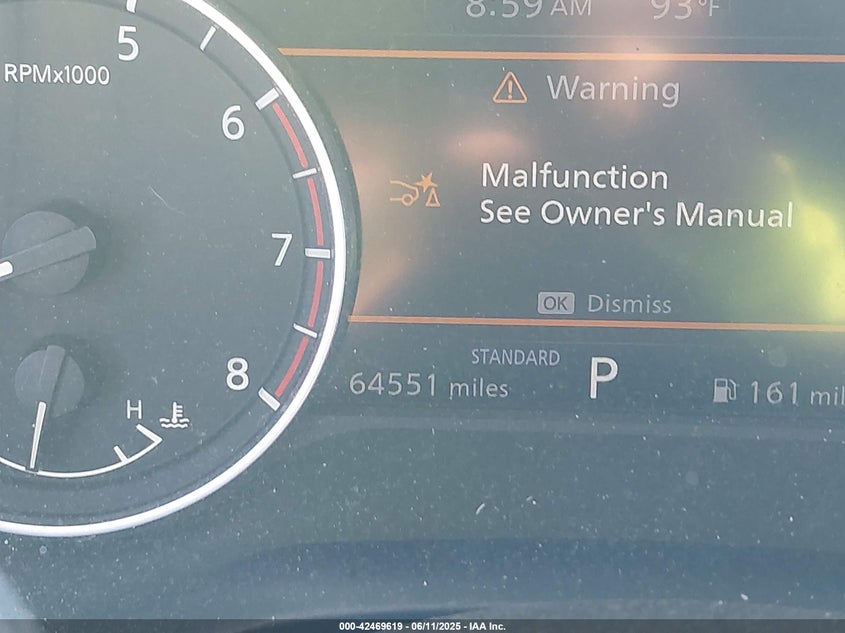 8:59 AM 93°F
5
RPMx1000
Warning
6
Malfunction
See Owner's Manual
7
OK Dismiss
STANDARD
8
64551 miles P 161 mil
H
000-42469619 - 06/11/2025 - IAA Inc.